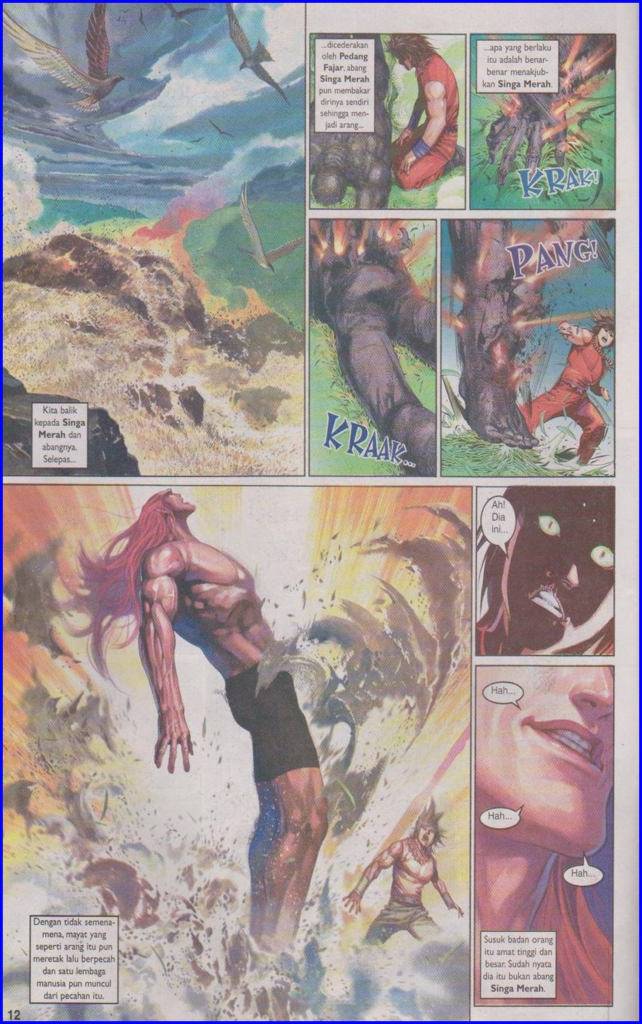 Kita balik
kepada Singa
Merah dan
abangnya.
Selepas...
...dicederakan
oleh Pedang
Fajar, abang
Singa Merah
pun membakar
dirinya sendiri
sehingga men-
jadi arang...
...apa yang berlaku
itu adalah benar-
benar menakjub-
kan Singa Merah.
KRAK!
KRAAK...
PANG!
Dengan tidak semena-
mena, mayat yang
seperti arang itu pun
meretak lalu berpecah
dan satu lembaga
manusia pun muncul
dari pecahan itu.
Ah!
Dia
ini...
Hah...
Hah...
Hah...
Susuk badan orang
itu amat tinggi dan
besar. Sudah nyata
dia itu bukan abang
Singa Merah.
12